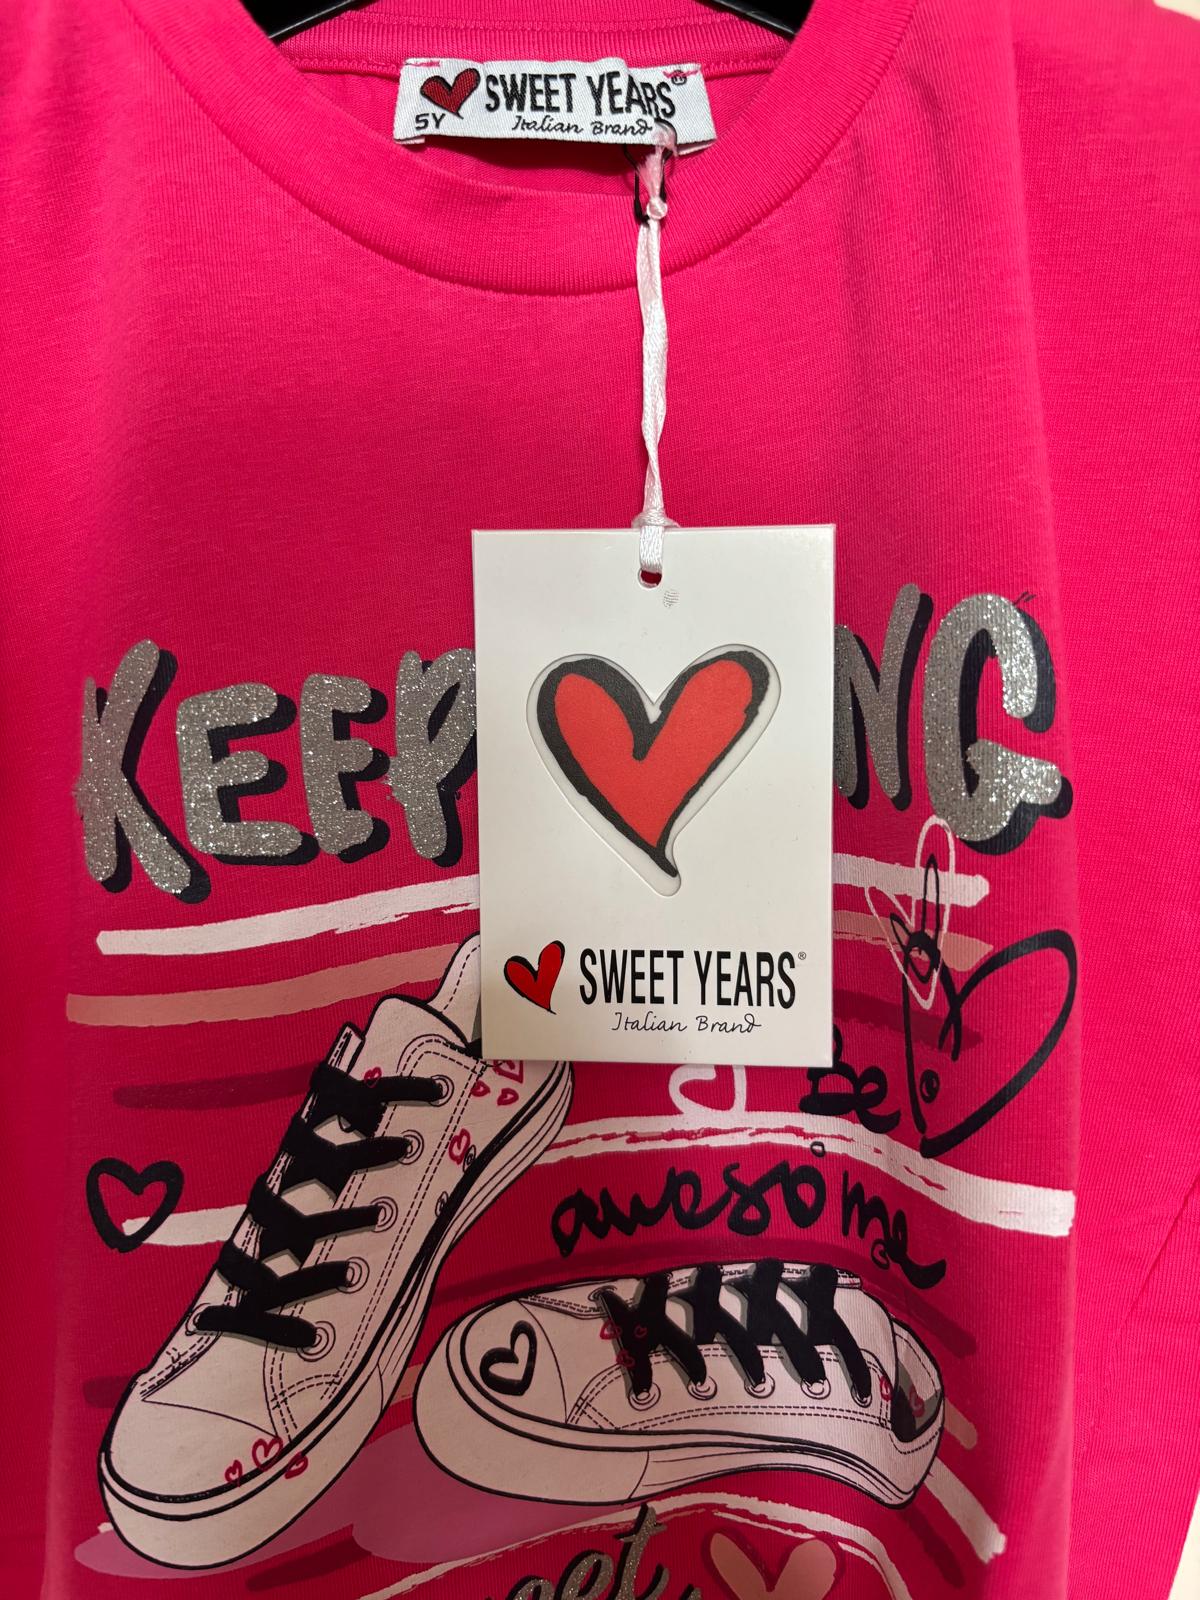 SWEET YEARS®
5Y Italian Brand
KEEP NG
SWEET YEARS®
Italian Brand
Be
awesome